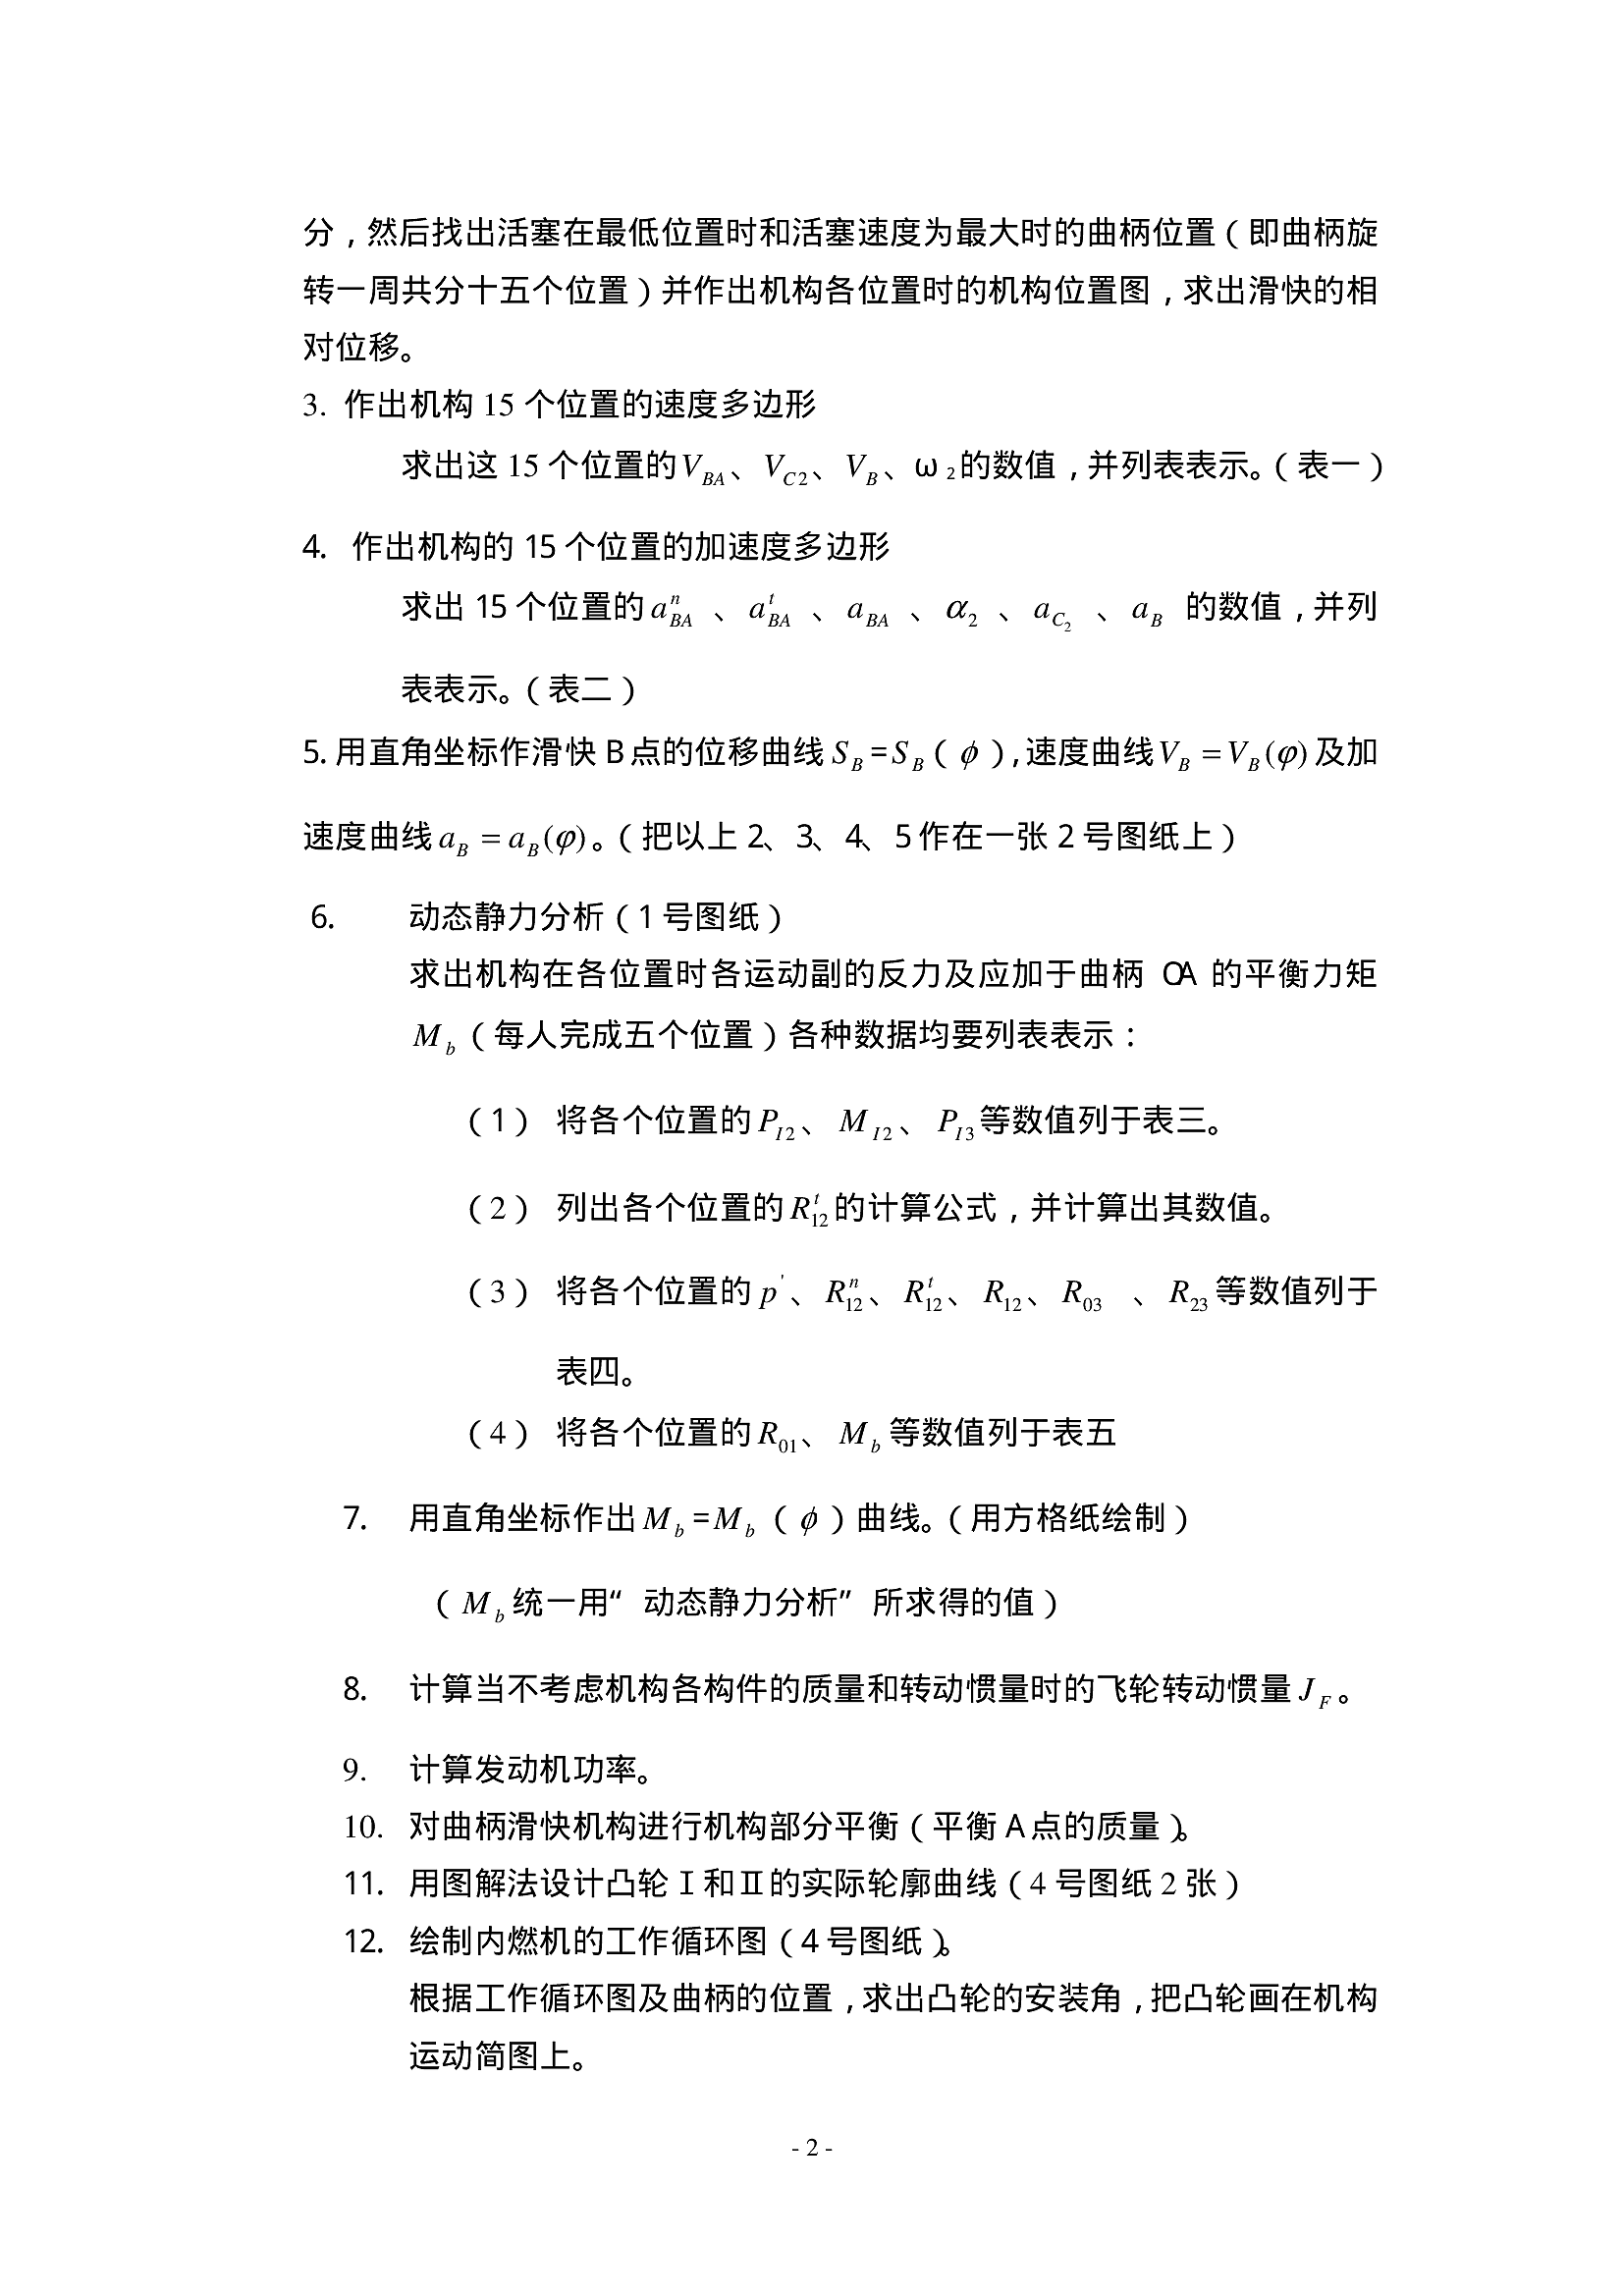 分，然后找出活塞在最低位置时和活塞速度为最大时的曲柄位置（即曲柄旋
转一周共分十五个位置）并作出机构各位置时的机构位置图，求出滑快的相
对位移。
3. 作出机构 15 个位置的速度多边形
求出这 15 个位置的 $V_{BA}$、$V_{C2}$、$V_B$、ω₂的数值，并列表表示。（表一）
4. 作出机构的 15 个位置的加速度多边形
求出 15 个位置的 $a_{BA}^n$ 、$a_{BA}^t$ 、$a_{BA}$ 、$\alpha_2$ 、$a_{C_2}$ 、$a_B$ 的数值，并列
表表示。（表二）
5. 用直角坐标作滑快 B 点的位移曲线 $S_B$=$S_B$（$\phi$），速度曲线 $V_B = V_B(\varphi)$ 及加
速度曲线 $a_B = a_B(\varphi)$。（把以上 2、3、4、5 作在一张 2 号图纸上）
6. 动态静力分析（1 号图纸）
求出机构在各位置时各运动副的反力及应加于曲柄 OA 的平衡力矩
$M_b$（每人完成五个位置）各种数据均要列表表示：
（1） 将各个位置的 $P_{I2}$、$M_{I2}$、$P_{I3}$ 等数值列于表三。
（2） 列出各个位置的 $R_{12}^t$ 的计算公式，并计算出其数值。
（3） 将各个位置的 $p'$、$R_{12}^n$、$R_{12}^t$、$R_{12}$、$R_{03}$ 、$R_{23}$ 等数值列于
表四。
（4） 将各个位置的 $R_{01}$、$M_b$ 等数值列于表五
7. 用直角坐标作出 $M_b$=$M_b$（$\phi$）曲线。（用方格纸绘制）
（$M_b$ 统一用“动态静力分析”所求得的值）
8. 计算当不考虑机构各构件的质量和转动惯量时的飞轮转动惯量 $J_F$。
9. 计算发动机功率。
10. 对曲柄滑快机构进行机构部分平衡（平衡 A 点的质量）。
11. 用图解法设计凸轮Ⅰ和Ⅱ的实际轮廓曲线（4 号图纸 2 张）
12. 绘制内燃机的工作循环图（4 号图纸）。
根据工作循环图及曲柄的位置，求出凸轮的安装角，把凸轮画在机构
运动简图上。
- 2 -